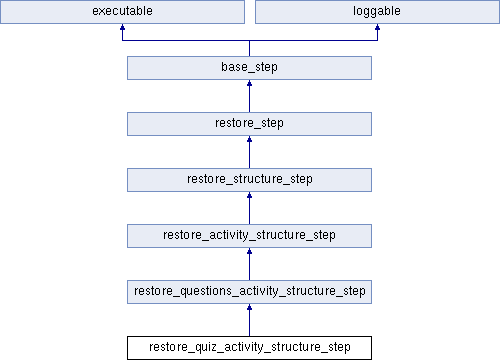 executable
loggable
base_step
restore_step
restore_structure_step
restore_activity_structure_step
restore_questions_activity_structure_step
restore_quiz_activity_structure_step